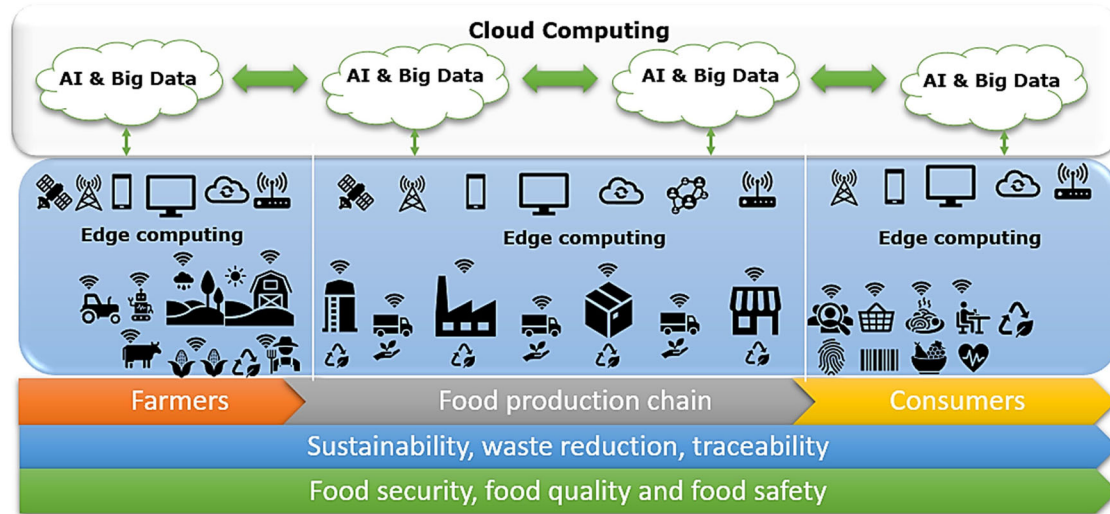 Cloud Computing
AI & Big Data
AI & Big Data
AI & Big Data
AI & Big Data
Edge computing
Edge computing
Edge computing
Farmers
Food production chain
Consumers
Sustainability, waste reduction, traceability
Food security, food quality and food safety